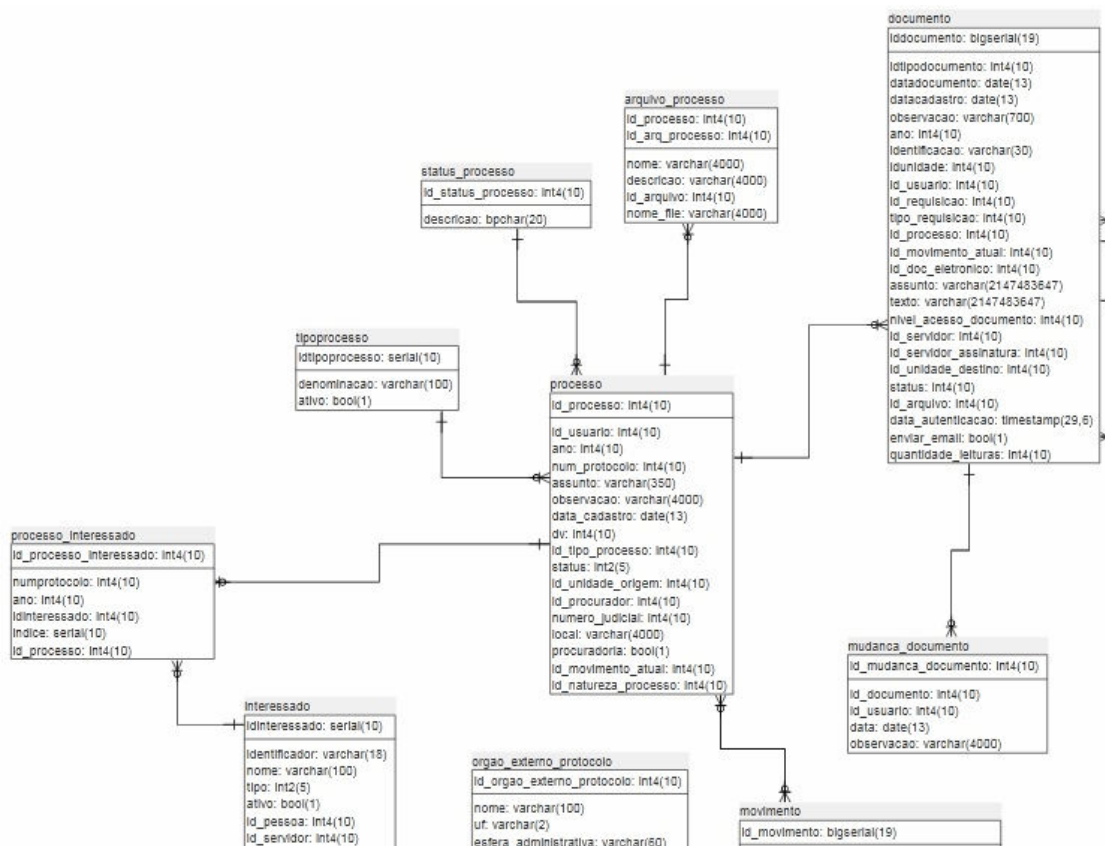 documento
iddocumento: bigserial(19)
idtipodocumento: int4(10)
datadocumento: date(13)
datacadastro: date(13)
observacao: varchar(700)
ano: int4(10)
identificacao: varchar(30)
idunidade: int4(10)
id_usuario: int4(10)
id_requisicao: int4(10)
tipo_requisicao: int4(10)
id_processo: int4(10)
id_movimento_atual: int4(10)
id_doc_eletronico: int4(10)
assunto: varchar(2147483647)
texto: varchar(2147483647)
nivel_acesso_documento: int4(10)
id_servidor: int4(10)
id_servidor_assinatura: int4(10)
id_unidade_destino: int4(10)
status: int4(10)
id_arquivo: int4(10)
data_autenticacao: timestamp(29,6)
enviar_email: bool(1)
quantidade_leituras: int4(10)
arquivo_processo
id_processo: int4(10)
id_arq_processo: int4(10)
nome: varchar(4000)
descricao: varchar(4000)
id_arquivo: int4(10)
nome_file: varchar(4000)
status_processo
id_status_processo: int4(10)
descricao: bpchar(20)
tipoprocesso
idtipoprocesso: serial(10)
denominacao: varchar(100)
ativo: bool(1)
processo
id_processo: int4(10)
id_usuario: int4(10)
ano: int4(10)
num_protocolo: int4(10)
assunto: varchar(350)
observacao: varchar(4000)
data_cadastro: date(13)
dv: int4(10)
id_tipo_processo: int4(10)
status: int2(5)
id_unidade_origem: int4(10)
id_procurador: int4(10)
numero_judicial: int4(10)
local: varchar(4000)
procuradoria: bool(1)
id_movimento_atual: int4(10)
id_natureza_processo: int4(10)
processo_interessado
id_processo_interessado: int4(10)
numprotocolo: int4(10)
ano: int4(10)
idinteressado: int4(10)
indice: serial(10)
id_processo: int4(10)
mudanca_documento
id_mudanca_documento: int4(10)
id_documento: int4(10)
id_usuario: int4(10)
data: date(13)
observacao: varchar(4000)
interessado
idinteressado: serial(10)
identificador: varchar(18)
nome: varchar(100)
tipo: int2(5)
ativo: bool(1)
id_pessoa: int4(10)
id_servidor: int4(10)
orgao_externo_protocolo
id_orgao_externo_protocolo: int4(10)
nome: varchar(100)
uf: varchar(2)
esfera_administrativa: varchar(60)
movimento
id_movimento: bigserial(19)